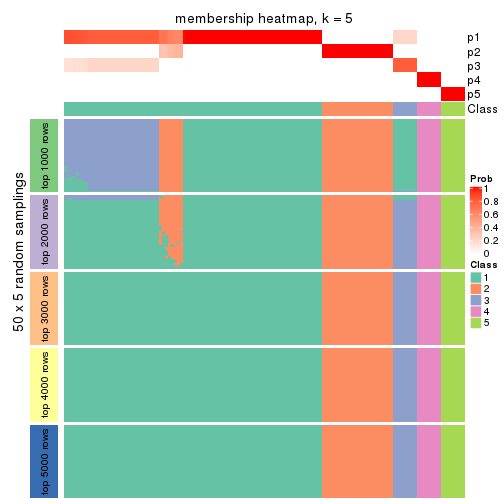 membership heatmap, k = 5
p1
p2
p3
p4
p5
Class
50 x 5 random samplings
top 1000 rows
top 2000 rows
top 3000 rows
top 4000 rows
top 5000 rows
Prob
1
0.8
0.6
0.4
0.2
0
Class
1
2
3
4
5